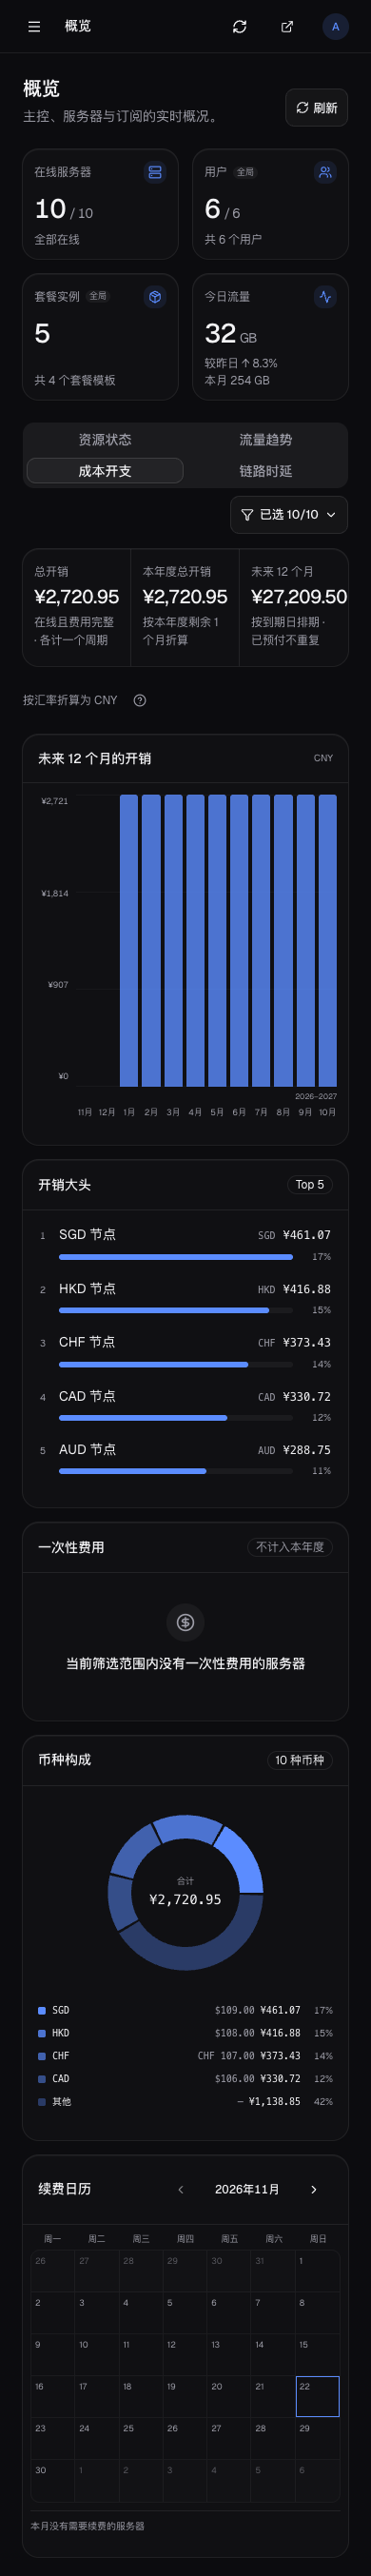 概览
A
概览
主控、服务器与订阅的实时概况。
刷新
在线服务器
10 / 10
全部在线
用户 全局
6 / 6
共 6 个用户
套餐实例 全局
5
共 4 个套餐模板
今日流量
32 GB
较昨日 ↑ 8.3%
本月 254 GB
资源状态
流量趋势
成本开支
链路时延
已选 10/10
总开销
¥2,720.95
在线且费用完整
· 各计一个周期
本年度总开销
¥2,720.95
按本年度剩余 1
个月折算
未来 12 个月
¥27,209.50
按到期日排期 ·
已预付不重复
按汇率折算为 CNY
未来 12 个月的开销
CNY
¥2,721
¥1,814
¥907
¥0
2026–2027
11月 12月 1月 2月 3月 4月 5月 6月 7月 8月 9月 10月
开销大头
Top 5
1 SGD 节点 SGD ¥461.07
17%
2 HKD 节点 HKD ¥416.88
15%
3 CHF 节点 CHF ¥373.43
14%
4 CAD 节点 CAD ¥330.72
12%
5 AUD 节点 AUD ¥288.75
11%
一次性费用
不计入本年度
当前筛选范围内没有一次性费用的服务器
币种构成
10 种币种
合计
¥2,720.95
SGD $109.00 ¥461.07 17%
HKD $108.00 ¥416.88 15%
CHF CHF 107.00 ¥373.43 14%
CAD $106.00 ¥330.72 12%
其他 — ¥1,138.85 42%
续费日历
2026年11月
周一 周二 周三 周四 周五 周六 周日
26 27 28 29 30 31 1
2 3 4 5 6 7 8
9 10 11 12 13 14 15
16 17 18 19 20 21 22
23 24 25 26 27 28 29
30 1 2 3 4 5 6
本月没有需要续费的服务器